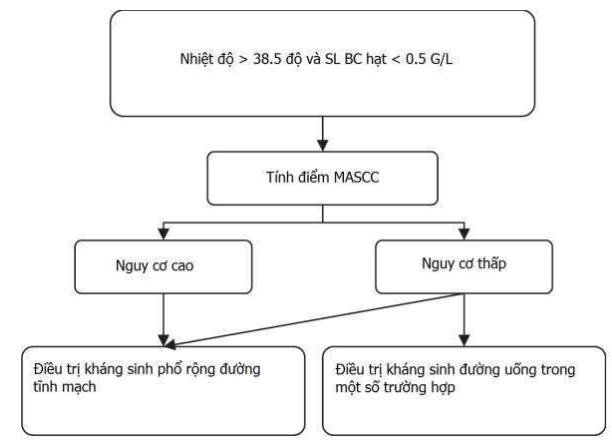 Nhiệt độ > 38.5 độ và SL BC hạt < 0.5 G/L
Tính điểm MASCC
Nguy cơ cao
Nguy cơ thấp
Điều trị kháng sinh phổ rộng đường
tĩnh mạch
Điều trị kháng sinh đường uống trong
một số trường hợp